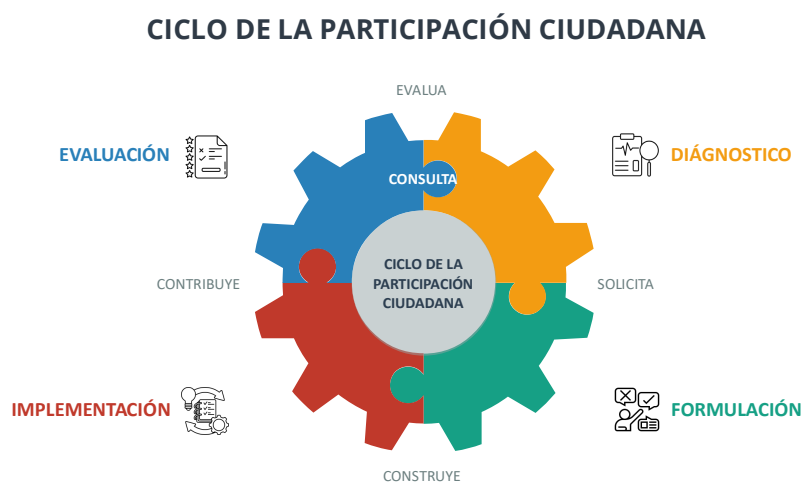 CICLO DE LA PARTICIPACIÓN CIUDADANA
EVALUA
EVALUACIÓN
DIÁGNOSTICO
CONSULTA
CICLO DE LA
PARTICIPACIÓN
CIUDADANA
CONTRIBUYE
SOLICITA
IMPLEMENTACIÓN
FORMULACIÓN
CONSTRUYE